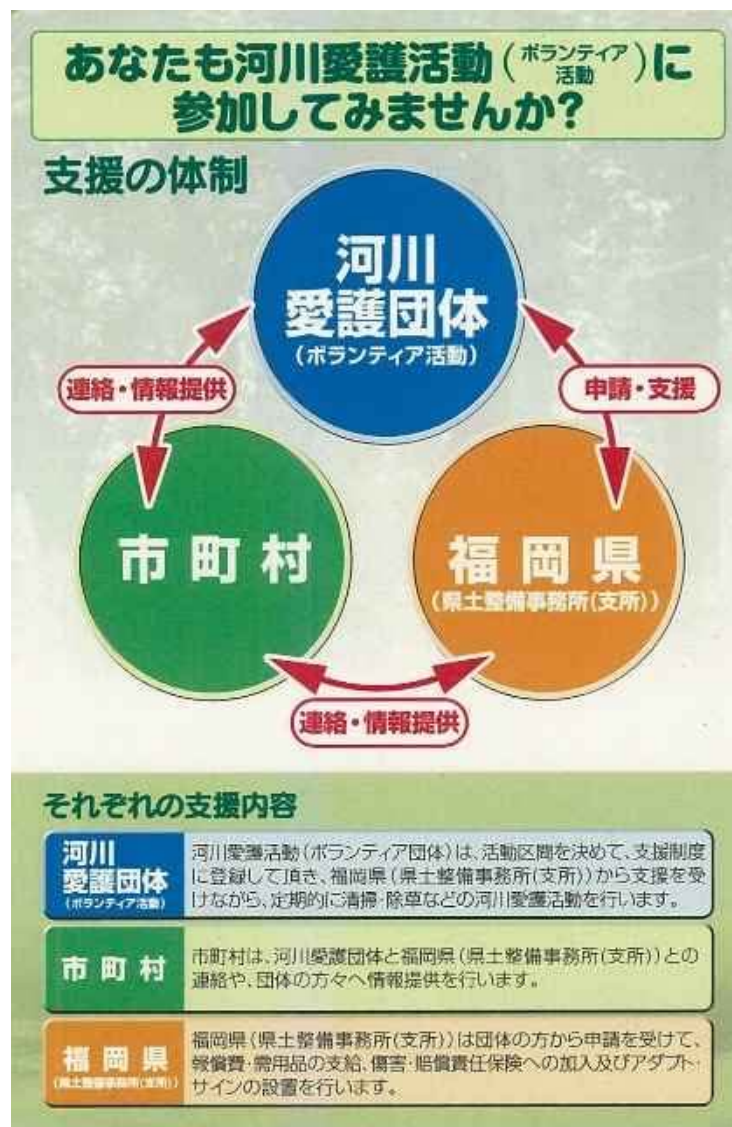 あなたも河川愛護活動(ボランティア活動)に
参加してみませんか?
支援の体制
河川
愛護団体
(ボランティア活動)
連絡・情報提供
申請・支援
市町村
福岡県
(県土整備事務所(支所))
連絡・情報提供
それぞれの支援内容
河川
愛護団体
(ボランティア活動)
河川愛護活動(ボランティア団体)は、活動区間を決めて、支援制度
に登録して頂き、福岡県(県土整備事務所(支所))から支援を受
けながら、定期的に清掃・除草などの河川愛護活動を行います。
市町村
市町村は、河川愛護団体と福岡県(県土整備事務所(支所))との
連絡や、団体の方々へ情報提供を行います。
福岡県
(県土整備事務所(支所))
福岡県(県土整備事務所(支所))は団体の方から申請を受けて、
報償費・需用品の支給、傷害・賠償責任保険への加入及びアダプト・
サインの設置を行います。